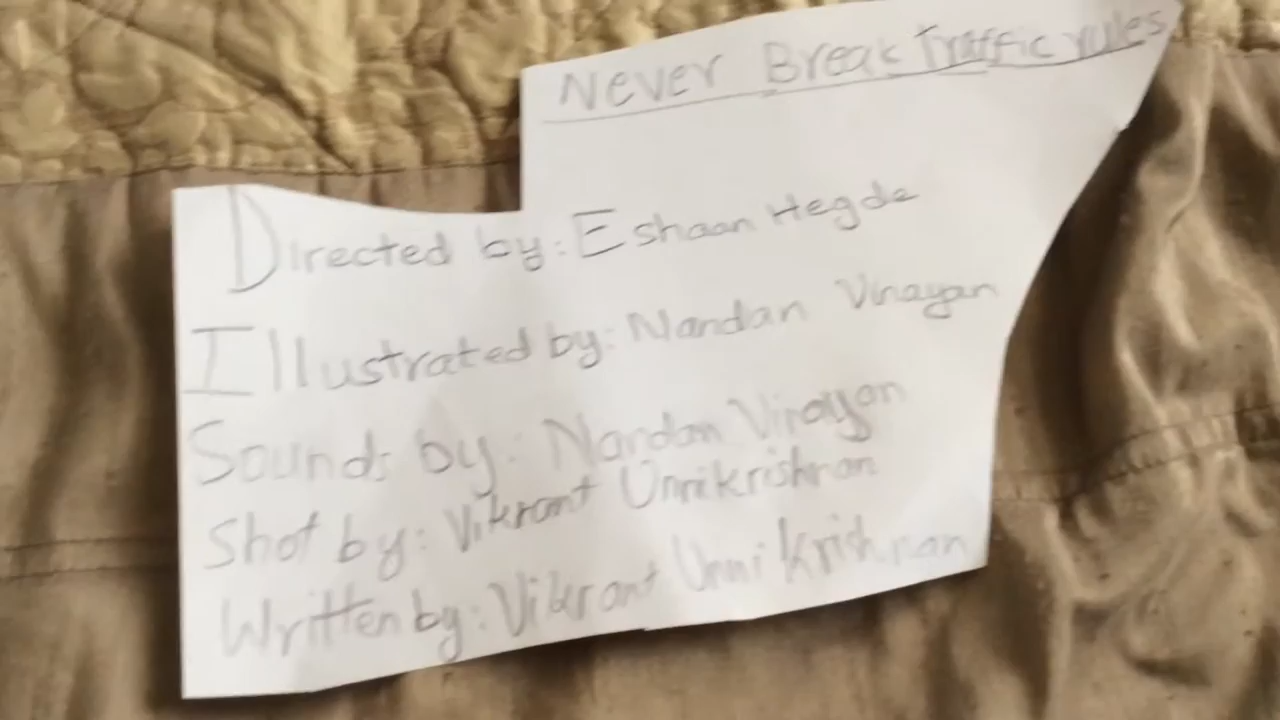 Never Break Traffic rules
Directed by: Eshaan Hegde
Illustrated by: Nandan Vinayan
Sounds by: Nandan Vinayan
Shot by: Vikrant Unnikrishnan
Written by: Vikrant Unnikrishnan